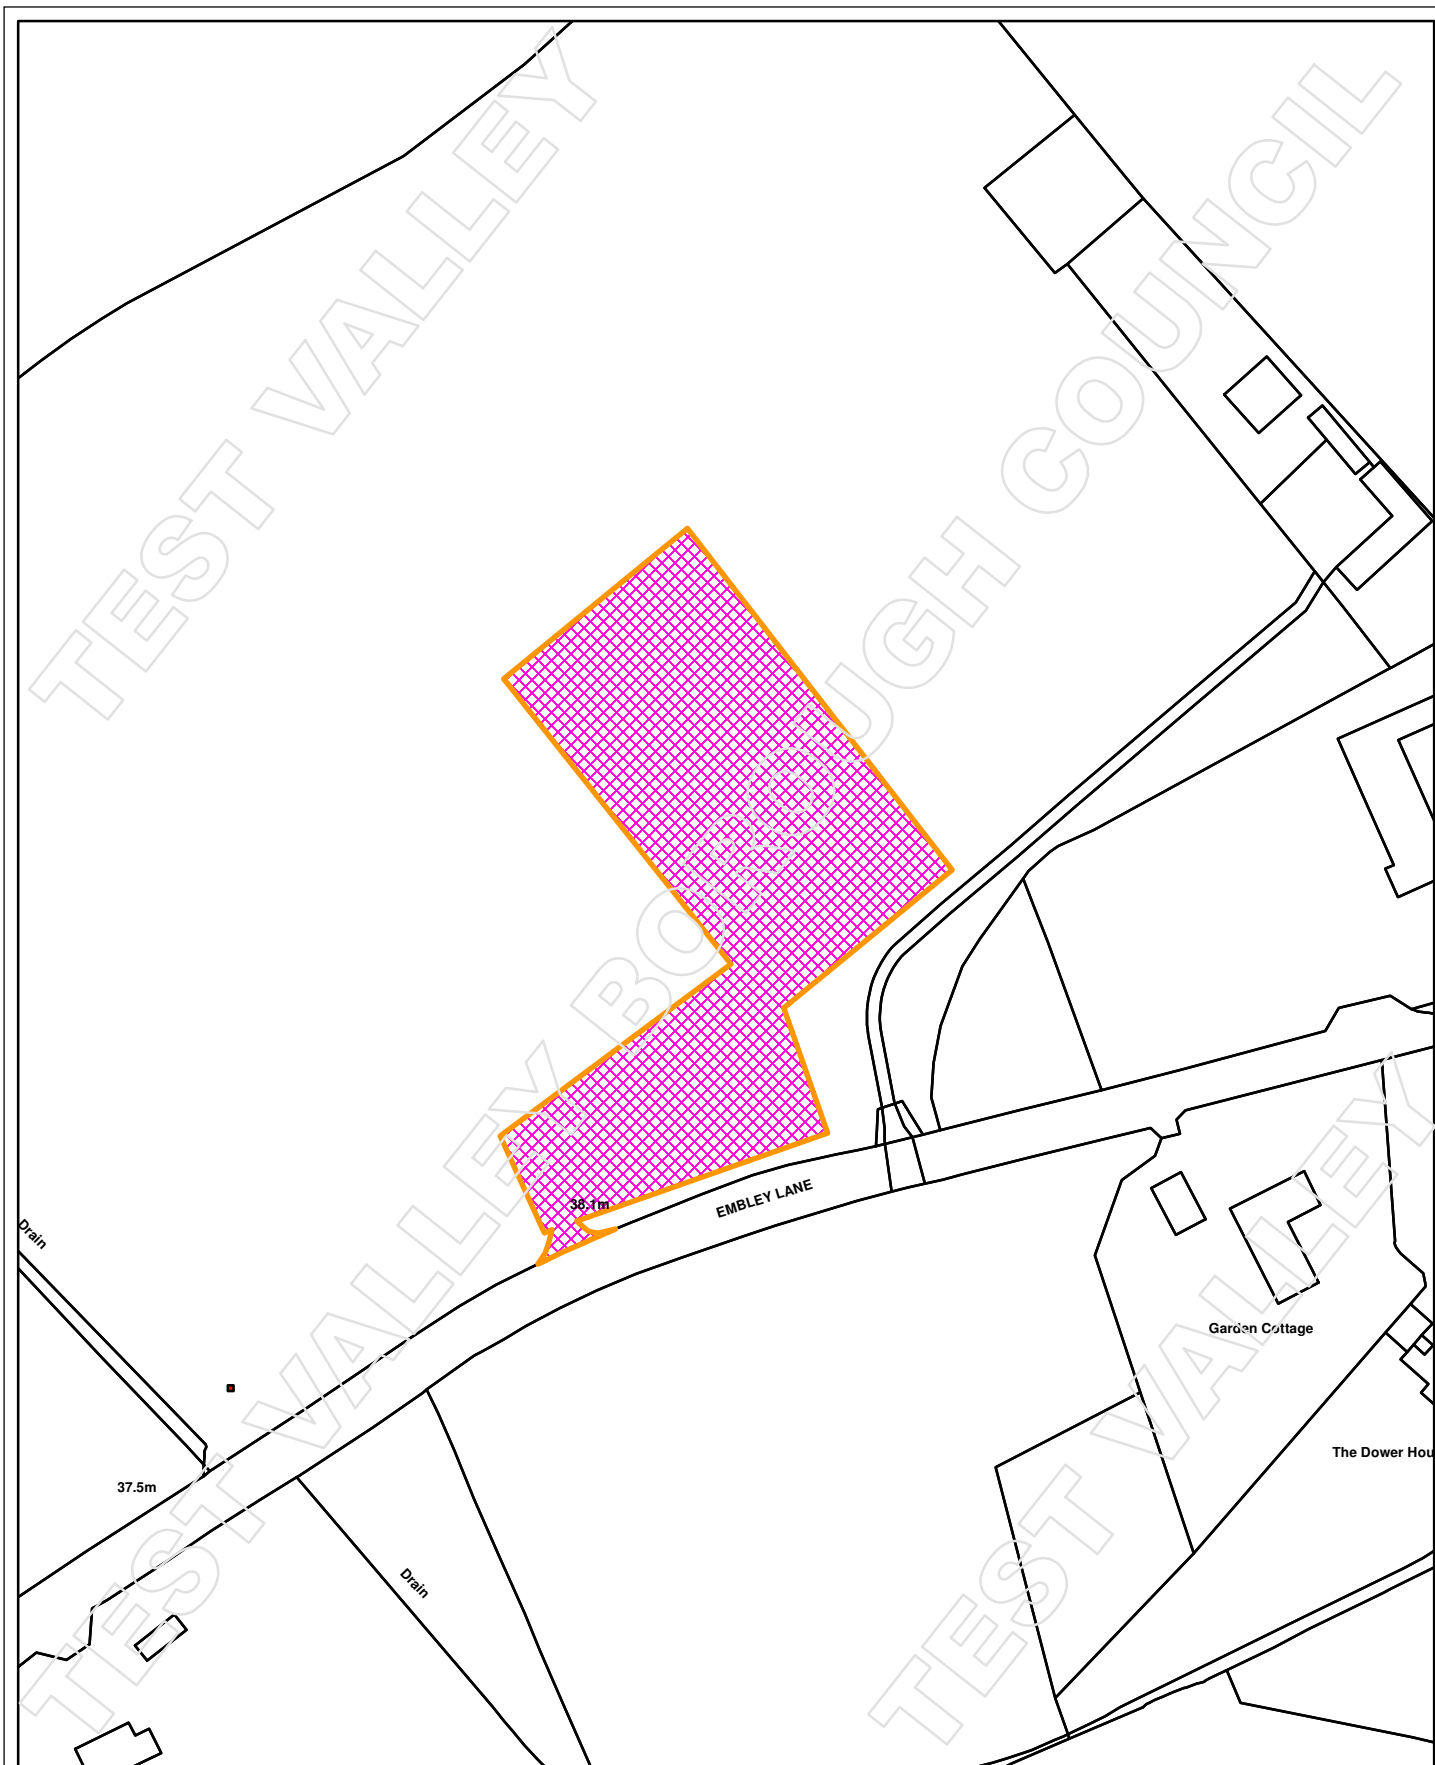 TEST VALLEY BOROUGH COUNCIL
TEST VALLEY
TEST VALLEY
38.1m
EMBLEY LANE
Drain
Garden Cottage
The Dower Hou
37.5m
Drain